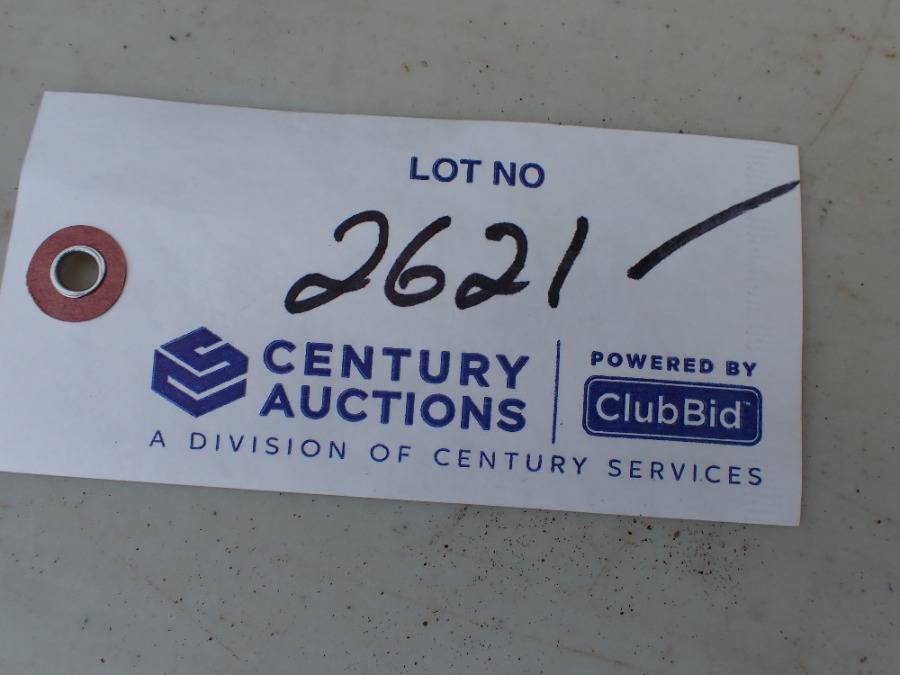 LOT NO
2621 —
CENTURY
AUCTIONS
A DIVISION OF CENTURY SERVICES
POWERED BY
ClubBid™